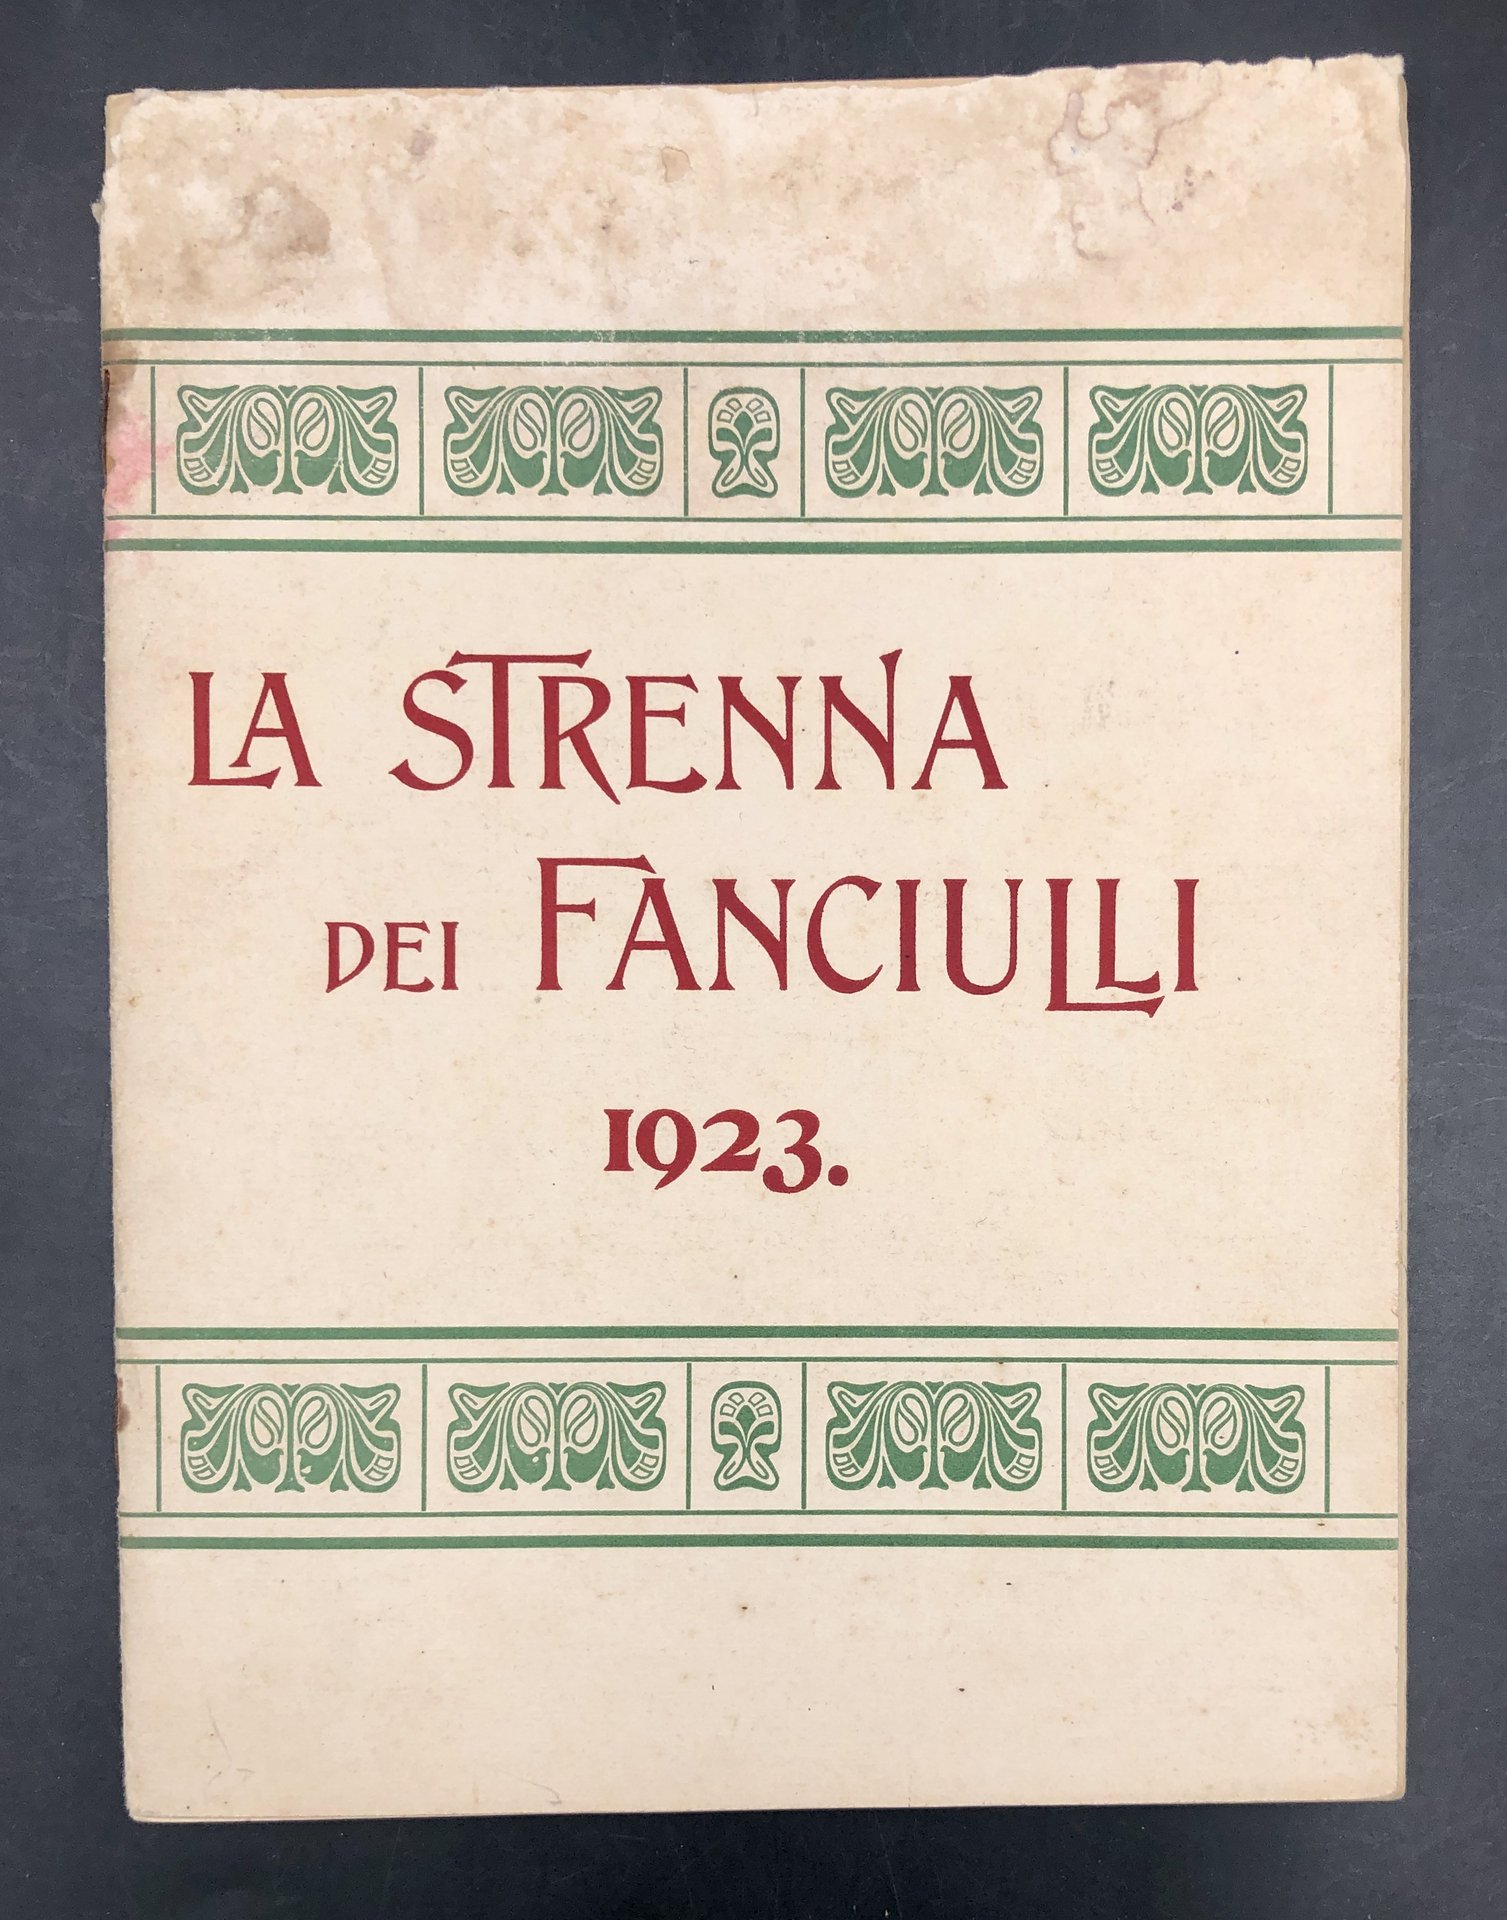 LA STRENNA
DEI FANCIULLI
1923.